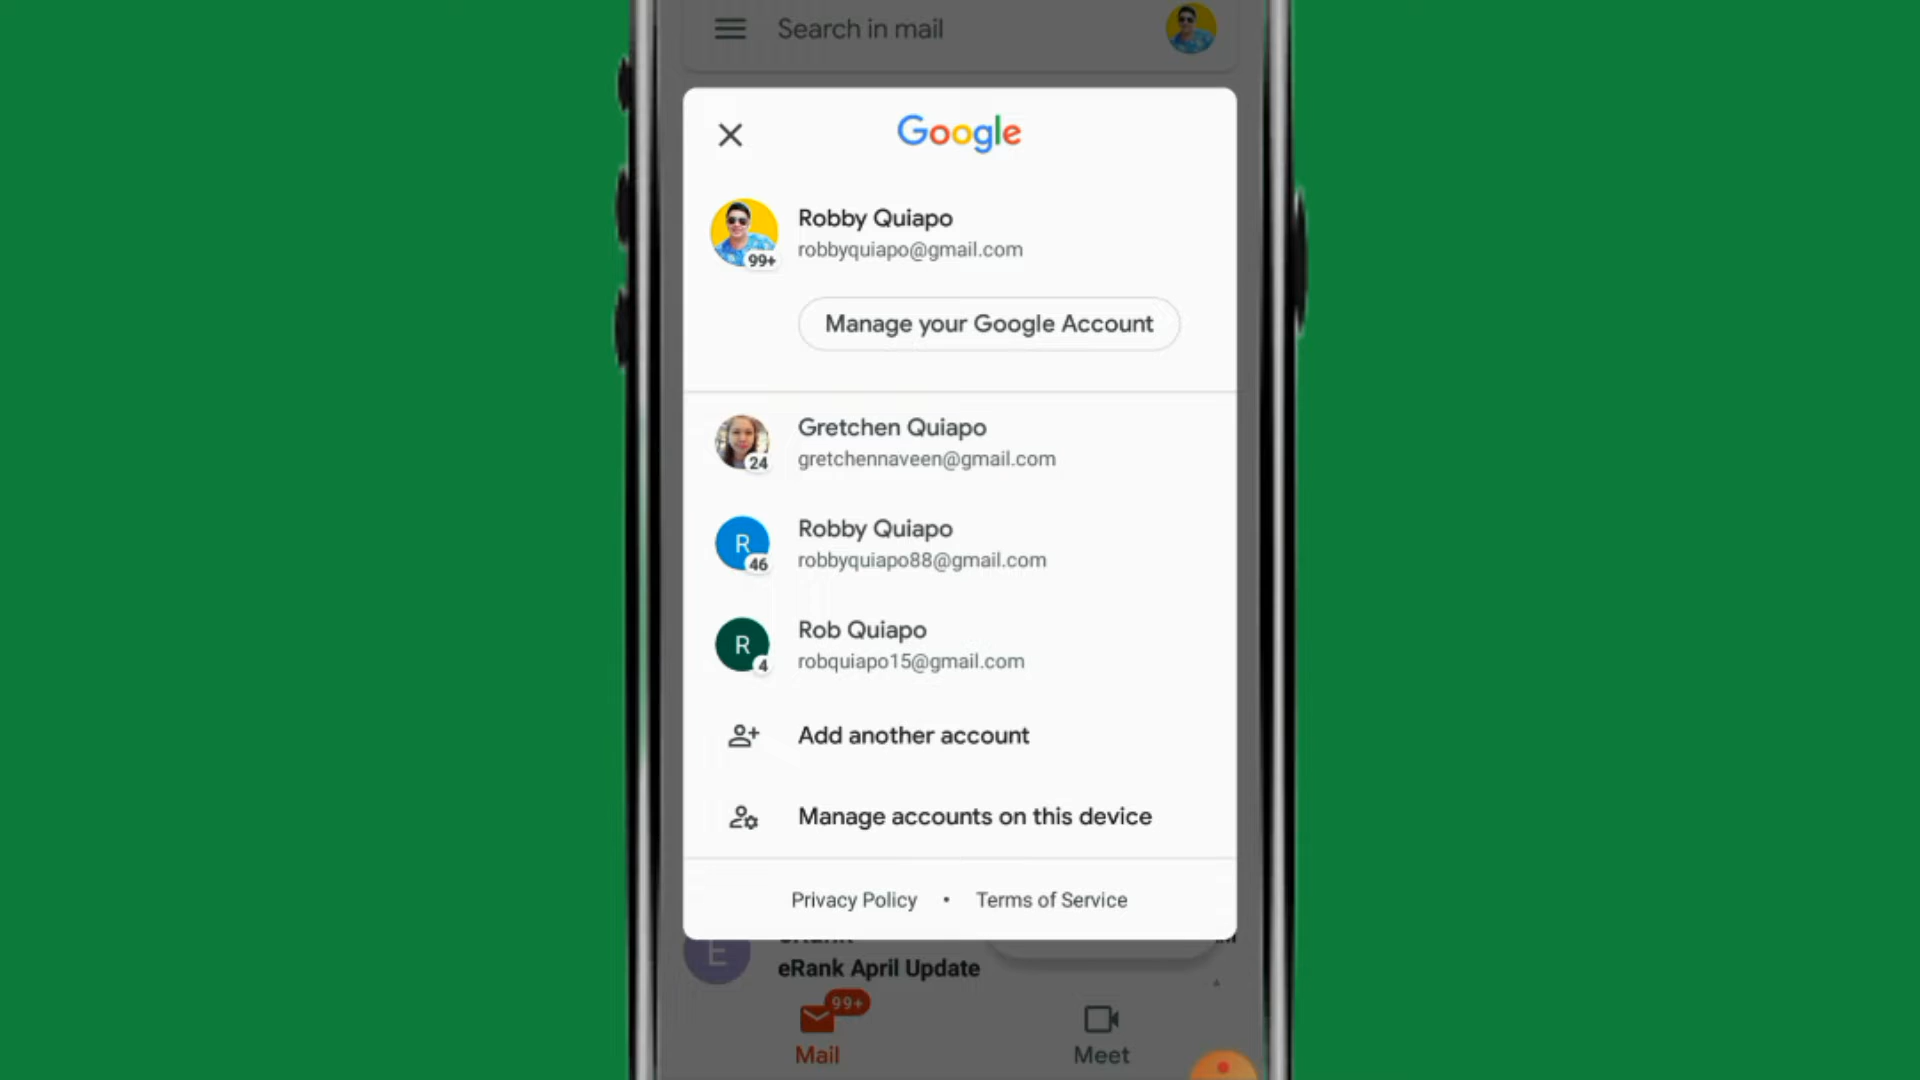 Search in mail
Google
Robby Quiapo
99+
robbyquiapo@gmail.com
Manage your Google Account
Gretchen Quiapo
24
gretchennaveen@gmail.com
Robby Quiapo
R
46
robbyquiapo88@gmail.com
Rob Quiapo
R
4
robquiapo15@gmail.com
Add another account
Manage accounts on this device
Privacy Policy • Terms of Service
E
eRank April Update
99+
Mail
Meet